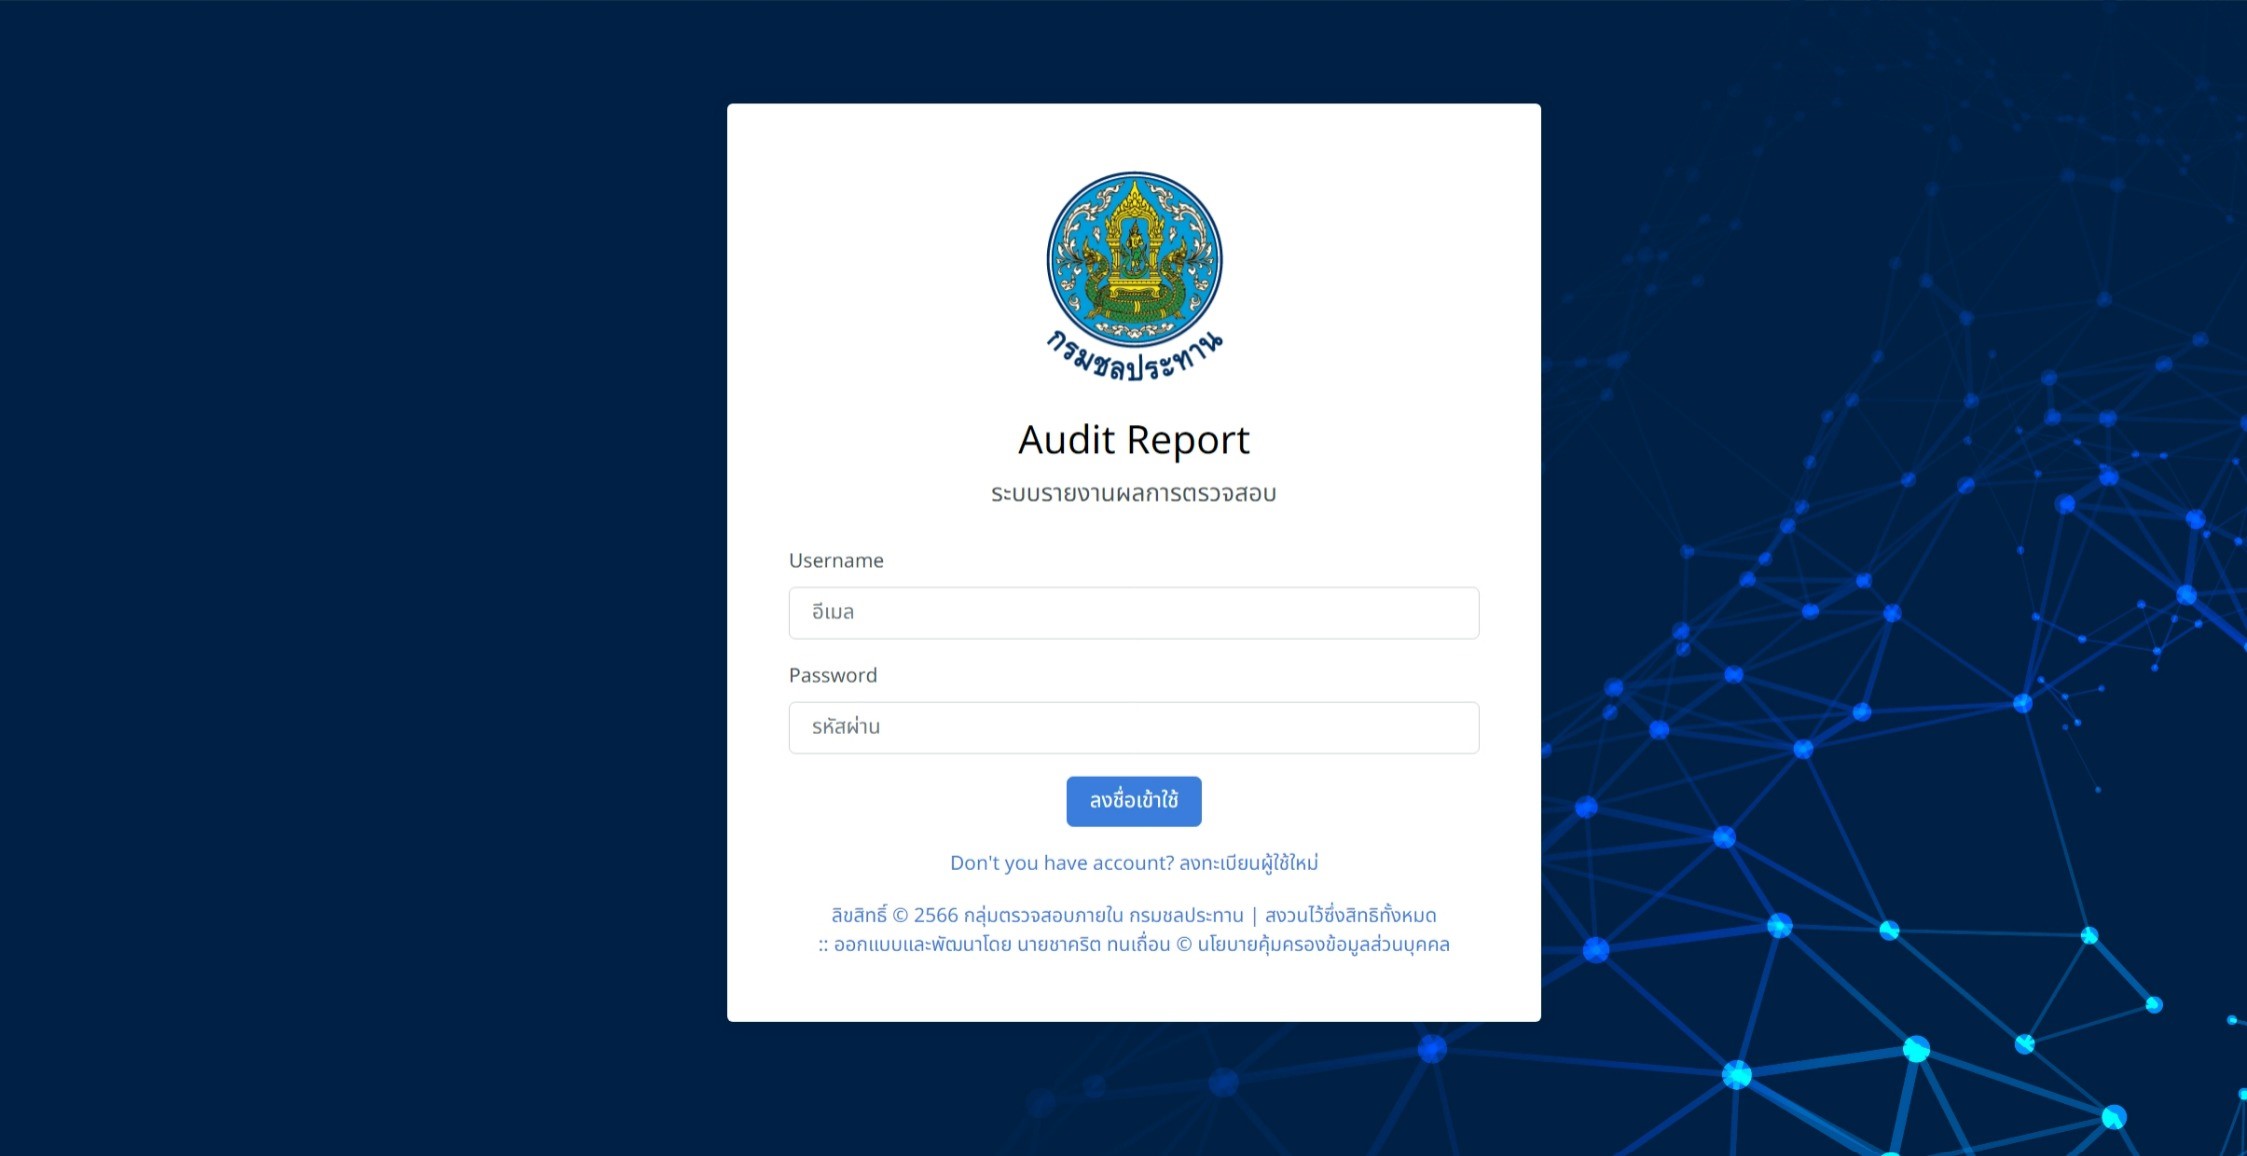 กรมชลประทาน
Audit Report
ระบบรายงานผลการตรวจสอบ
Username
อีเมล
Password
รหัสผ่าน
ลงชื่อเข้าใช้
Don't you have account? ลงทะเบียนผู้ใช้ใหม่
ลิขสิทธิ์ © 2566 กลุ่มตรวจสอบภายใน กรมชลประทาน | สงวนไว้ซึ่งสิทธิทั้งหมด
:: ออกแบบและพัฒนาโดย นายชาคริต ทนเถื่อน © นโยบายคุ้มครองข้อมูลส่วนบุคคล